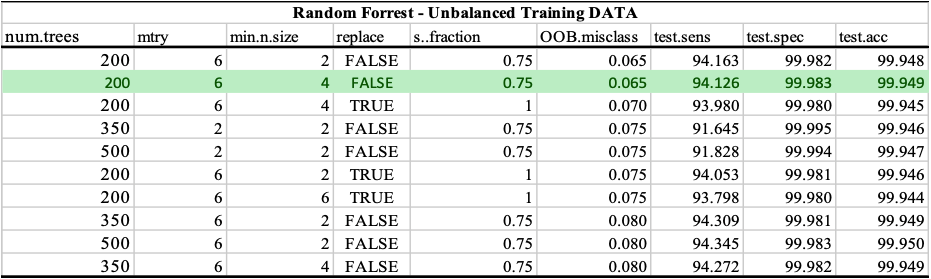 Random Forrest - Unbalanced Training DATA
num.trees mtry min.n.size replace s..fraction OOB.misclass test.sens test.spec test.acc
200 6 2 FALSE 0.75 0.065 94.163 99.982 99.948
200 6 4 FALSE 0.75 0.065 94.126 99.983 99.949
200 6 4 TRUE 1 0.070 93.980 99.980 99.945
350 2 2 FALSE 0.75 0.075 91.645 99.995 99.946
500 2 2 FALSE 0.75 0.075 91.828 99.994 99.947
200 6 2 TRUE 1 0.075 94.053 99.981 99.946
200 6 6 TRUE 1 0.075 93.798 99.980 99.944
350 6 2 FALSE 0.75 0.080 94.309 99.981 99.949
500 6 2 FALSE 0.75 0.080 94.345 99.983 99.950
350 6 4 FALSE 0.75 0.080 94.272 99.982 99.949